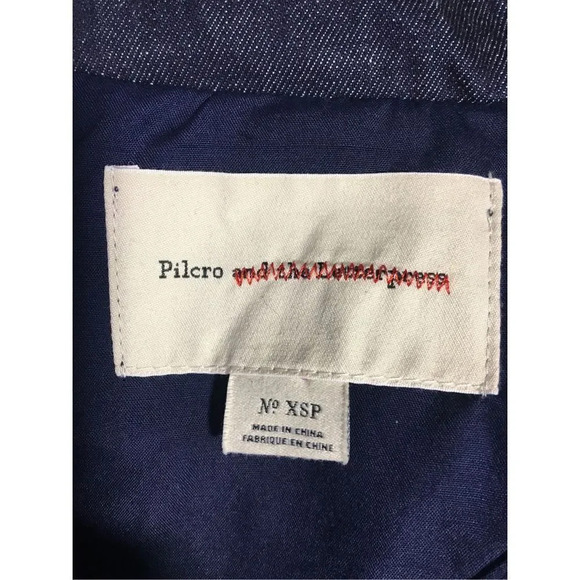 Pilcro and the Letterpress
Nº XSP
MADE IN CHINA
FABRIQUE EN CHINE